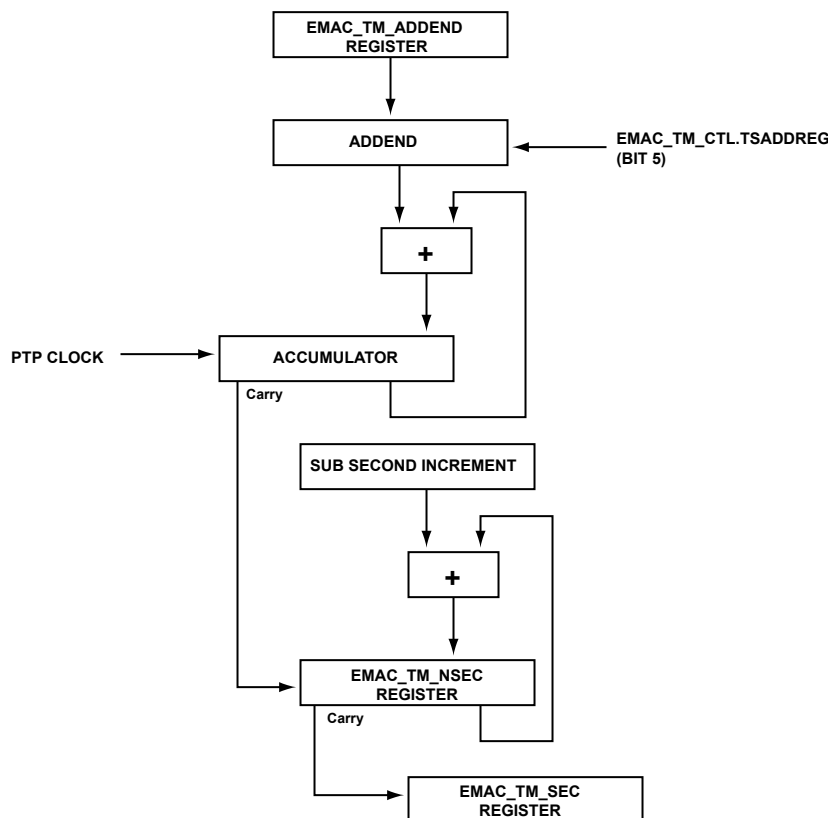 EMAC_TM_ADDEND
REGISTER
ADDEND
EMAC_TM_CTL.TSADDREG
(BIT 5)
+
PTP CLOCK
ACCUMULATOR
Carry
SUB SECOND INCREMENT
+
EMAC_TM_NSEC
REGISTER
Carry
EMAC_TM_SEC
REGISTER